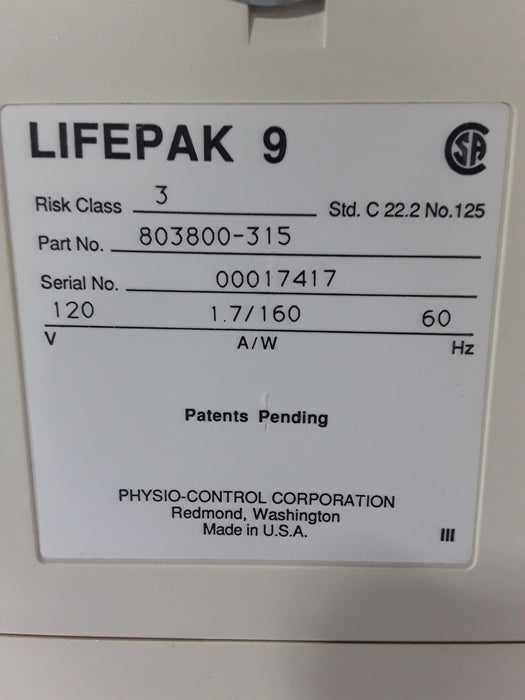 LIFEPAK 9 SA
Risk Class 3 Std. C 22.2 No.125
Part No. 803800-315
Serial No. 00017417
120 1.7/160 60
V A/W Hz
Patents Pending
PHYSIO-CONTROL CORPORATION
Redmond, Washington
Made in U.S.A.
III